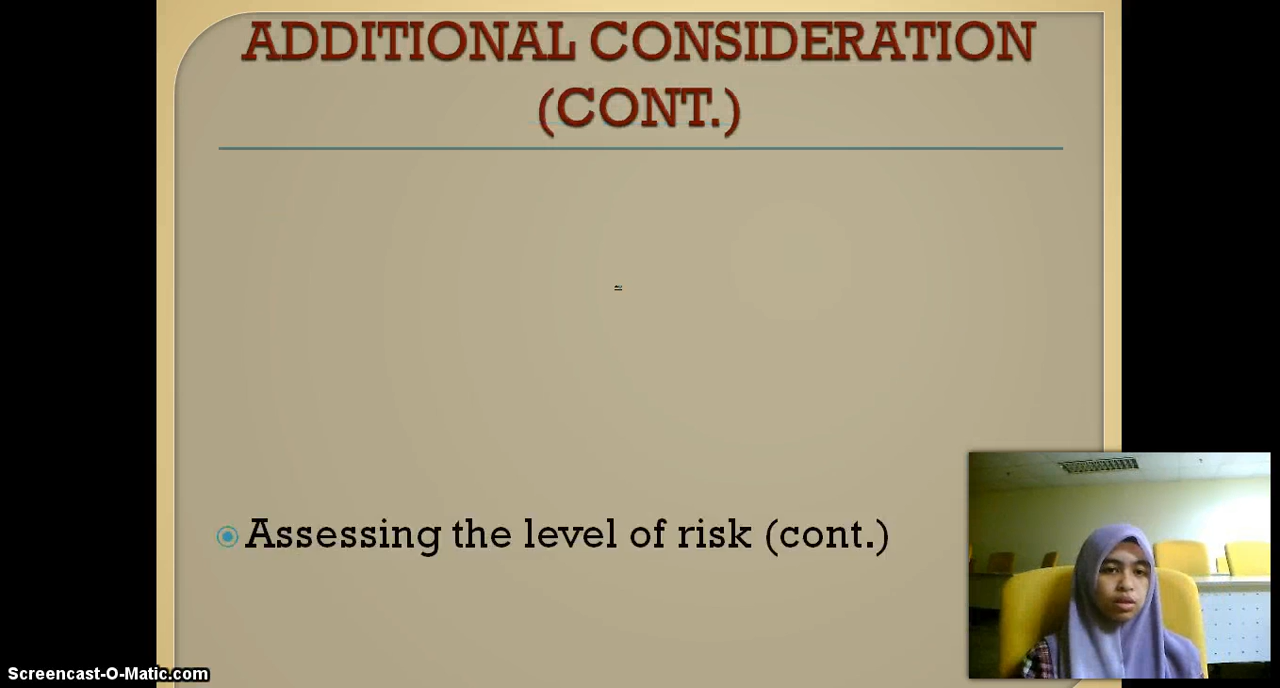 ADDITIONAL CONSIDERATION
(CONT.)
Assessing the level of risk (cont.)
Screencast-O-Matic.com